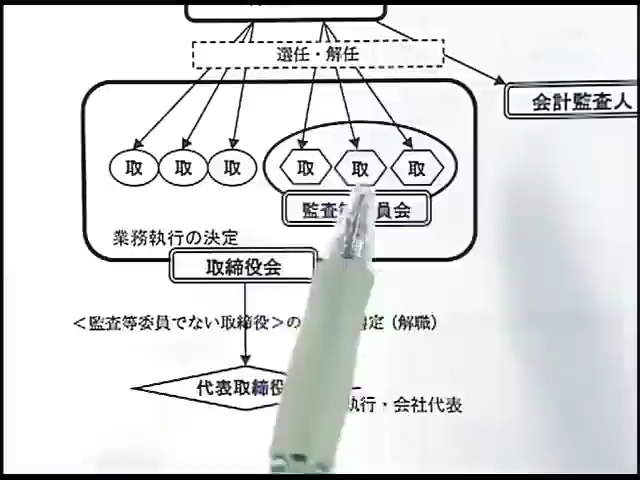 選任・解任
会計監査人
取 取 取 取 取 取
監査等 員会
業務執行の決定
取締役会
＜監査等委員でない取締役＞の 定（解職）
代表取締役
執行・会社代表